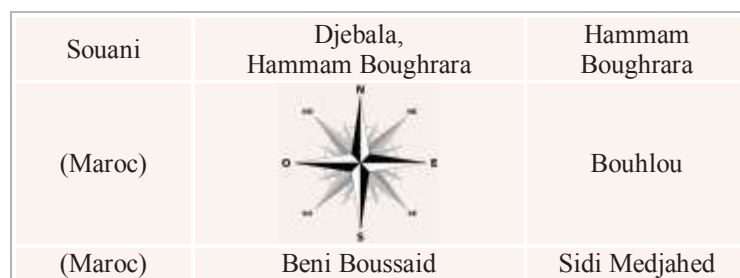 Souani
Djebala,
Hammam Boughrara
Hammam
Boughrara
N
(Maroc)
O
E
Bouhlou
S
(Maroc)
Beni Boussaid
Sidi Medjahed